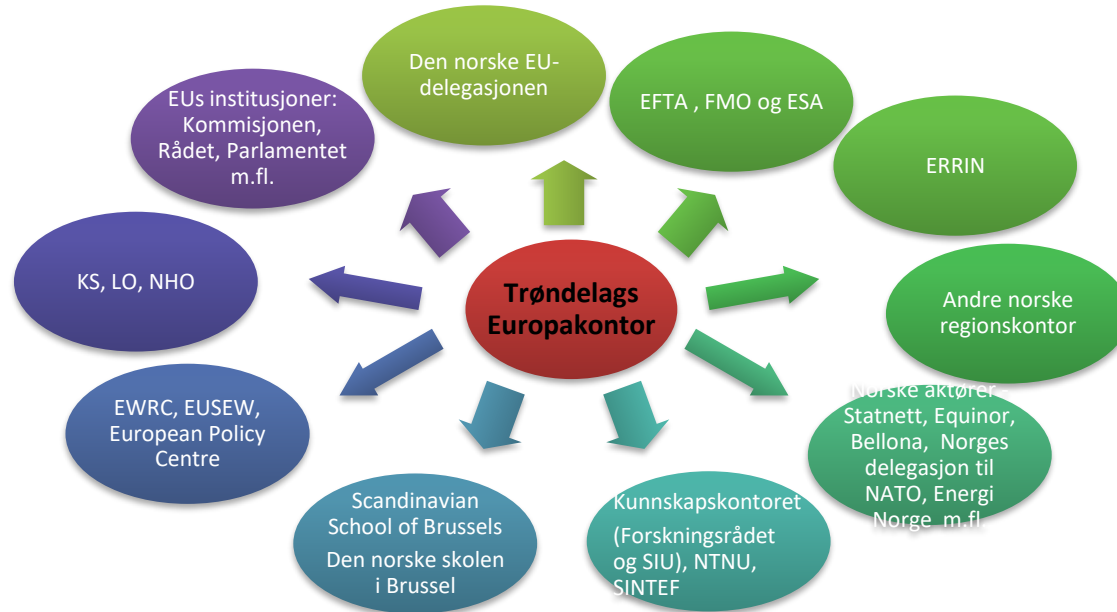 Den norske EU-
delegasjonen
EFTA , FMO og ESA
ERRIN
Andre norske
regionskontor
Norske aktører -
Statnett, Equinor,
Bellona, Norges
delegasjon til
NATO, Energi
Norge m.fl.
Kunnskapskontoret
(Forskningsrådet
og SIU), NTNU,
SINTEF
Scandinavian
School of Brussels
Den norske skolen
i Brussel
EWRC, EUSEW,
European Policy
Centre
KS, LO, NHO
EUs institusjoner:
Kommisjonen,
Rådet, Parlamentet
m.fl.
Trøndelags
Europakontor